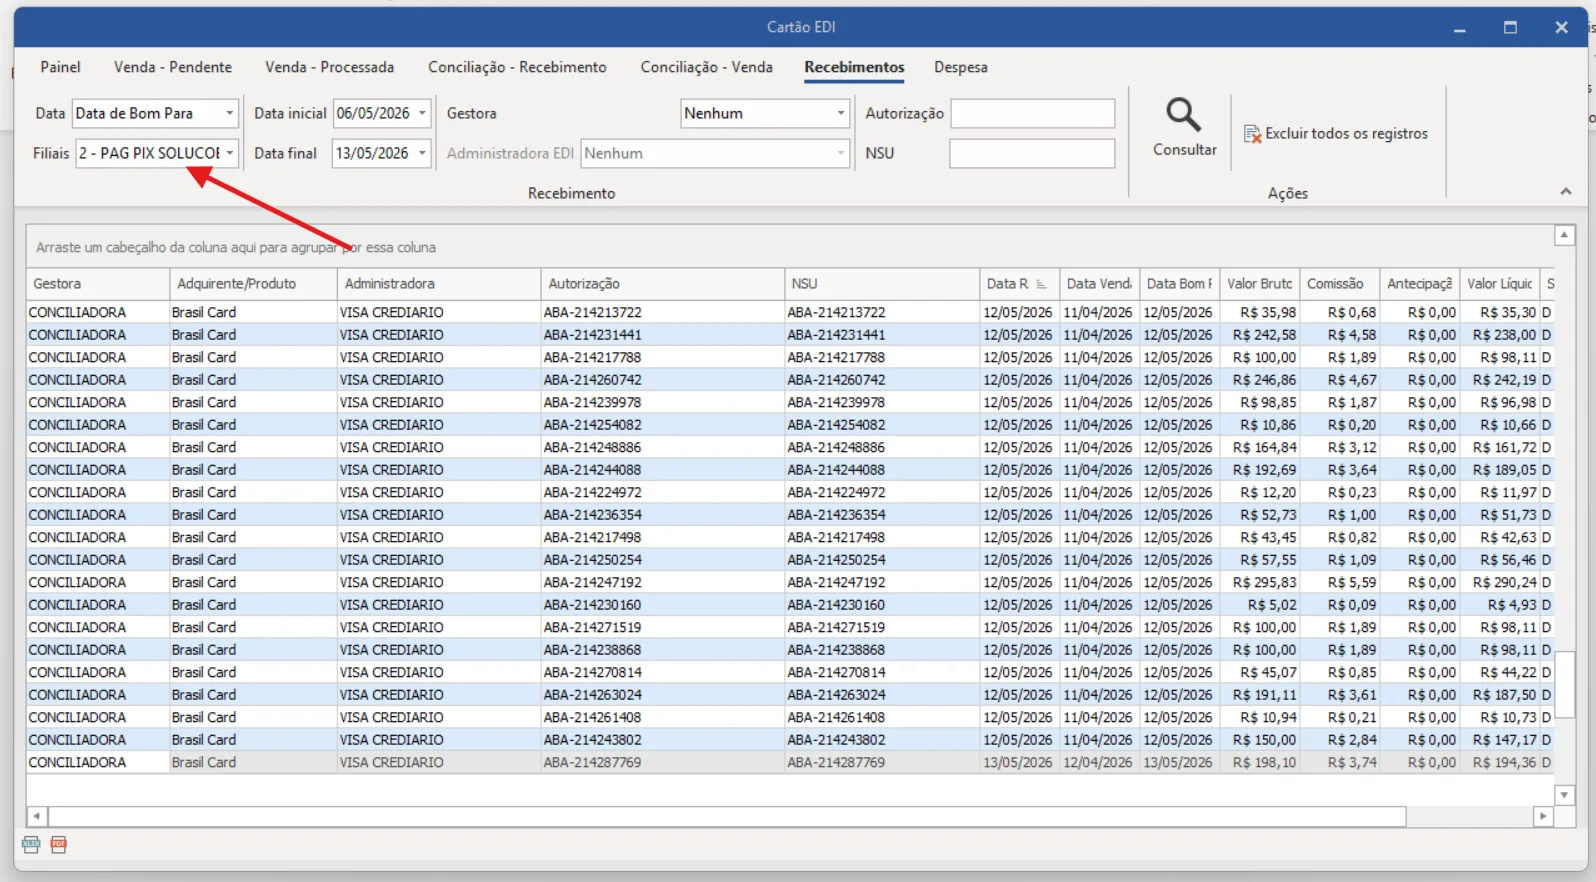 Cartão EDI
Painel Venda - Pendente Venda - Processada Conciliação - Recebimento Conciliação - Venda Recebimentos Despesa
Data Data de Bom Para Data inicial 06/05/2026 Gestora Nenhum Autorização
Filiais 2 - PAG PIX SOLUCOE Data final 13/05/2026 Administradora EDI Nenhum NSU
Consultar
Excluir todos os registros
Recebimento Ações
Arraste um cabeçalho da coluna aqui para agrupar por essa coluna
Gestora Adquirente/Produto Administradora Autorização NSU Data R Data Venda Data Bom P Valor Bruto Comissão Antecipaçã Valor Líquic S
CONCILIADORA Brasil Card VISA CREDIARIO ABA-214213722 ABA-214213722 12/05/2026 11/04/2026 12/05/2026 R$ 35,98 R$ 0,68 R$ 0,00 R$ 35,30 D
CONCILIADORA Brasil Card VISA CREDIARIO ABA-214231441 ABA-214231441 12/05/2026 11/04/2026 12/05/2026 R$ 242,58 R$ 4,58 R$ 0,00 R$ 238,00 D
CONCILIADORA Brasil Card VISA CREDIARIO ABA-214217788 ABA-214217788 12/05/2026 11/04/2026 12/05/2026 R$ 100,00 R$ 1,89 R$ 0,00 R$ 98,11 D
CONCILIADORA Brasil Card VISA CREDIARIO ABA-214260742 ABA-214260742 12/05/2026 11/04/2026 12/05/2026 R$ 246,86 R$ 4,67 R$ 0,00 R$ 242,19 D
CONCILIADORA Brasil Card VISA CREDIARIO ABA-214239978 ABA-214239978 12/05/2026 11/04/2026 12/05/2026 R$ 98,85 R$ 1,87 R$ 0,00 R$ 96,98 D
CONCILIADORA Brasil Card VISA CREDIARIO ABA-214254082 ABA-214254082 12/05/2026 11/04/2026 12/05/2026 R$ 10,86 R$ 0,20 R$ 0,00 R$ 10,66 D
CONCILIADORA Brasil Card VISA CREDIARIO ABA-214248886 ABA-214248886 12/05/2026 11/04/2026 12/05/2026 R$ 164,84 R$ 3,12 R$ 0,00 R$ 161,72 D
CONCILIADORA Brasil Card VISA CREDIARIO ABA-214244088 ABA-214244088 12/05/2026 11/04/2026 12/05/2026 R$ 192,69 R$ 3,64 R$ 0,00 R$ 189,05 D
CONCILIADORA Brasil Card VISA CREDIARIO ABA-214224972 ABA-214224972 12/05/2026 11/04/2026 12/05/2026 R$ 12,20 R$ 0,23 R$ 0,00 R$ 11,97 D
CONCILIADORA Brasil Card VISA CREDIARIO ABA-214236354 ABA-214236354 12/05/2026 11/04/2026 12/05/2026 R$ 52,73 R$ 1,00 R$ 0,00 R$ 51,73 D
CONCILIADORA Brasil Card VISA CREDIARIO ABA-214217498 ABA-214217498 12/05/2026 11/04/2026 12/05/2026 R$ 43,45 R$ 0,82 R$ 0,00 R$ 42,63 D
CONCILIADORA Brasil Card VISA CREDIARIO ABA-214250254 ABA-214250254 12/05/2026 11/04/2026 12/05/2026 R$ 57,55 R$ 1,09 R$ 0,00 R$ 56,46 D
CONCILIADORA Brasil Card VISA CREDIARIO ABA-214247192 ABA-214247192 12/05/2026 11/04/2026 12/05/2026 R$ 295,83 R$ 5,59 R$ 0,00 R$ 290,24 D
CONCILIADORA Brasil Card VISA CREDIARIO ABA-214230160 ABA-214230160 12/05/2026 11/04/2026 12/05/2026 R$ 5,02 R$ 0,09 R$ 0,00 R$ 4,93 D
CONCILIADORA Brasil Card VISA CREDIARIO ABA-214271519 ABA-214271519 12/05/2026 11/04/2026 12/05/2026 R$ 100,00 R$ 1,89 R$ 0,00 R$ 98,11 D
CONCILIADORA Brasil Card VISA CREDIARIO ABA-214238868 ABA-214238868 12/05/2026 11/04/2026 12/05/2026 R$ 100,00 R$ 1,89 R$ 0,00 R$ 98,11 D
CONCILIADORA Brasil Card VISA CREDIARIO ABA-214270814 ABA-214270814 12/05/2026 11/04/2026 12/05/2026 R$ 45,07 R$ 0,85 R$ 0,00 R$ 44,22 D
CONCILIADORA Brasil Card VISA CREDIARIO ABA-214263024 ABA-214263024 12/05/2026 11/04/2026 12/05/2026 R$ 191,11 R$ 3,61 R$ 0,00 R$ 187,50 D
CONCILIADORA Brasil Card VISA CREDIARIO ABA-214261408 ABA-214261408 12/05/2026 11/04/2026 12/05/2026 R$ 10,94 R$ 0,21 R$ 0,00 R$ 10,73 D
CONCILIADORA Brasil Card VISA CREDIARIO ABA-214243802 ABA-214243802 12/05/2026 11/04/2026 12/05/2026 R$ 150,00 R$ 2,84 R$ 0,00 R$ 147,17 D
CONCILIADORA Brasil Card VISA CREDIARIO ABA-214287769 ABA-214287769 13/05/2026 12/04/2026 13/05/2026 R$ 198,10 R$ 3,74 R$ 0,00 R$ 194,36 D
XLSX PDF